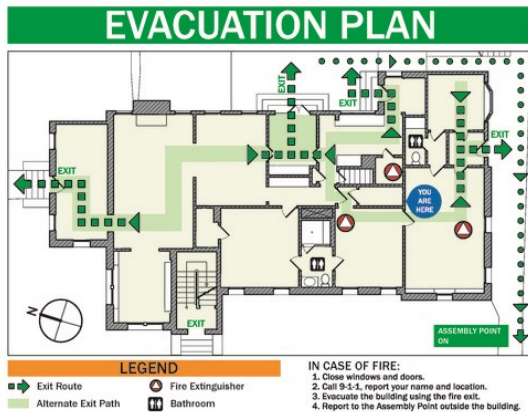 EVACUATION PLAN
EXIT
EXIT
EXIT
EXIT
YOU
ARE
HERE
N
EXIT
ASSEMBLY POINT
ON
LEGEND
Exit Route
Fire Extinguisher
Alternate Exit Path
Bathroom
IN CASE OF FIRE:
1. Close windows and doors.
2. Call 9-1-1, report your name and location.
3. Evacuate the building using the fire exit.
4. Report to the Assembly Point outside the building.